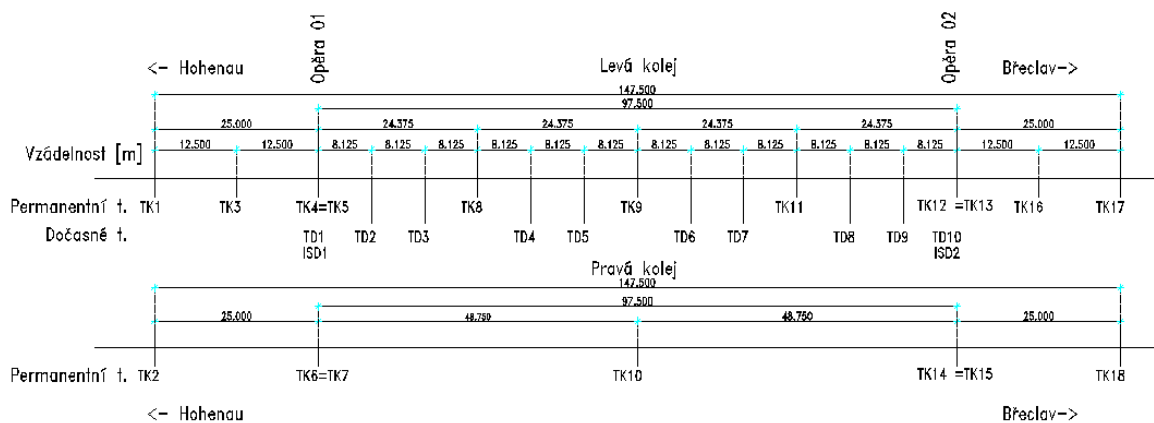 Opěra 01
Opěra 02
<- Hohenau
Levá kolej
Břeclav->
147.500
97.500
25.000 24.375 24.375 24.375 24.375 25.000
Vzádelnost [m] 12.500 12.500 8.125 8.125 8.125 8.125 8.125 8.125 8.125 8.125 8.125 8.125 8.125 8.125 12.500 12.500
Permanentní t. TK1 TK3 TK4=TK5 TK8 TK9 TK11 TK12 =TK13 TK16 TK17
Dočasné t. TD1 TD2 TD3 TD4 TD5 TD6 TD7 TD8 TD9 TD10
ISD1 ISD2
Pravá kolej
147.500
97.500
25.000 48.750 48.750 25.000
Permanentní t. TK2 TK6=TK7 TK10 TK14 =TK15 TK18
<- Hohenau Břeclav->